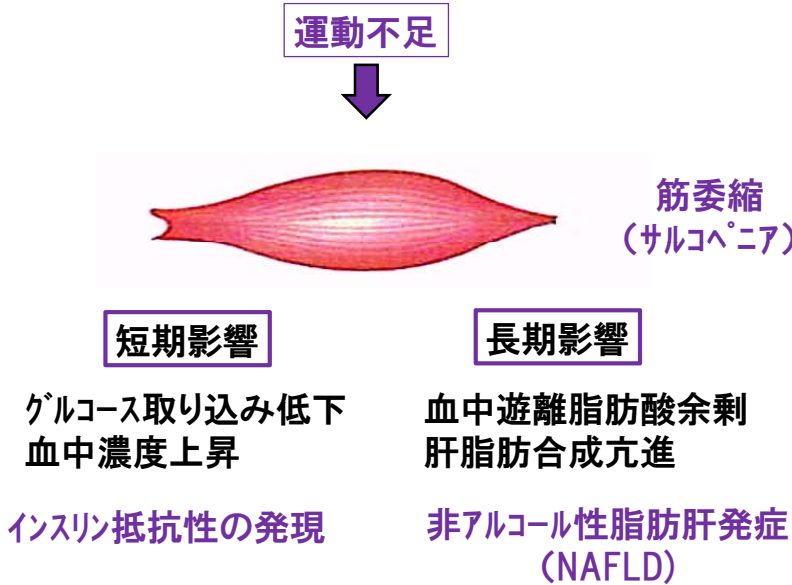 運動不足
筋委縮
(サルコペニア)
短期影響
長期影響
グルコース取り込み低下
血中濃度上昇
血中遊離脂肪酸余剰
肝脂肪合成亢進
インスリン抵抗性の発現
非アルコール性脂肪肝発症
(NAFLD)